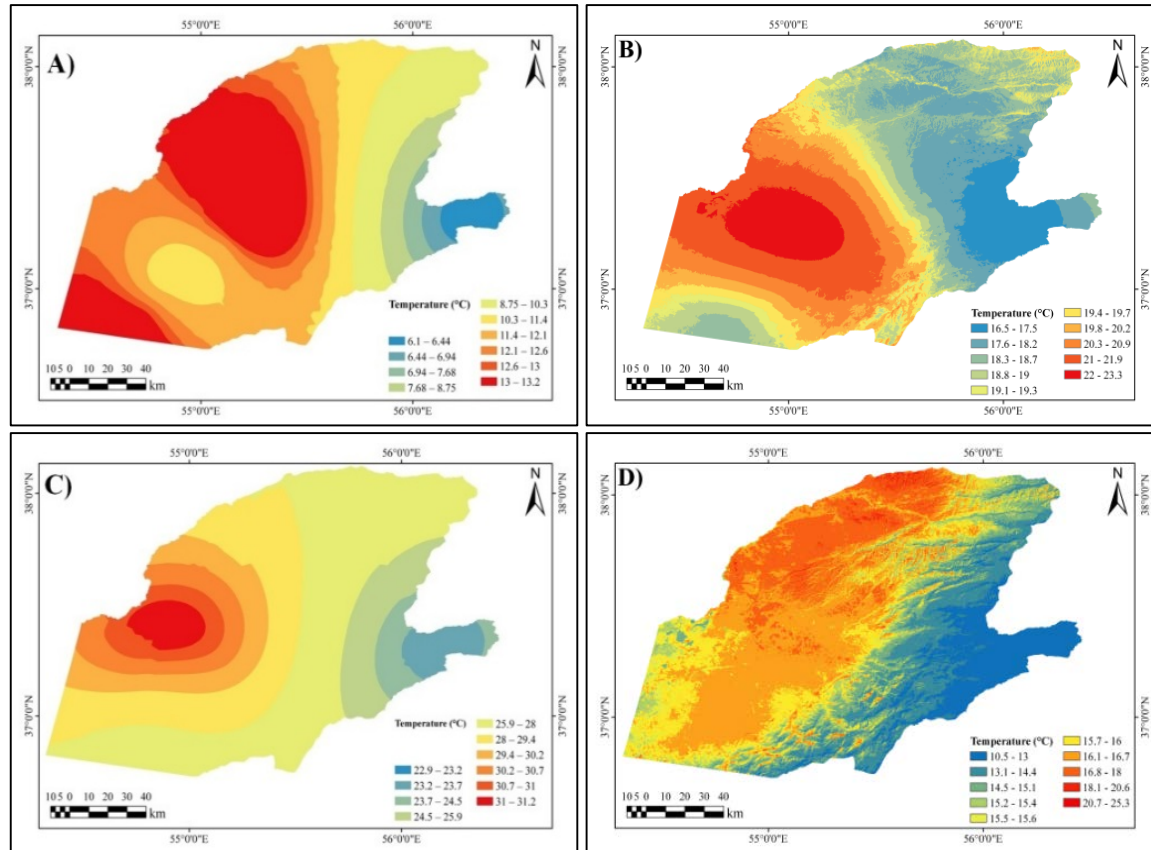 55°0'0"E 56°0'0"E
A)
N
38°0'0"N
37°0'0"N
Temperature (°C)
6.1 – 6.44
6.44 – 6.94
6.94 – 7.68
7.68 – 8.75
8.75 – 10.3
10.3 – 11.4
11.4 – 12.1
12.1 – 12.6
12.6 – 13
13 – 13.2
10 5 0 10 20 30 40
km
55°0'0"E 56°0'0"E
55°0'0"E 56°0'0"E
B)
N
38°0'0"N 38°0'0"N
37°0'0"N 37°0'0"N
Temperature (°C)
16.5 - 17.5
17.6 - 18.2
18.3 - 18.7
18.8 - 19
19.1 - 19.3
19.4 - 19.7
19.8 - 20.2
20.3 - 20.9
21 - 21.9
22 - 23.3
10 5 0 10 20 30 40
km
55°0'0"E 56°0'0"E
55°0'0"E 56°0'0"E
C)
N
38°0'0"N
37°0'0"N
Temperature (°C)
22.9 – 23.2
23.2 – 23.7
23.7 – 24.5
24.5 – 25.9
25.9 – 28
28 – 29.4
29.4 – 30.2
30.2 – 30.7
30.7 – 31
31 – 31.2
10 5 0 10 20 30 40
km
55°0'0"E 56°0'0"E
55°0'0"E 56°0'0"E
D)
N
38°0'0"N 38°0'0"N
37°0'0"N 37°0'0"N
Temperature (°C)
10.5 - 13
13.1 - 14.4
14.5 - 15.1
15.2 - 15.4
15.5 - 15.6
15.7 - 16
16.1 - 16.7
16.8 - 18
18.1 - 20.6
20.7 - 25.3
10 5 0 10 20 30 40
km
55°0'0"E 56°0'0"E